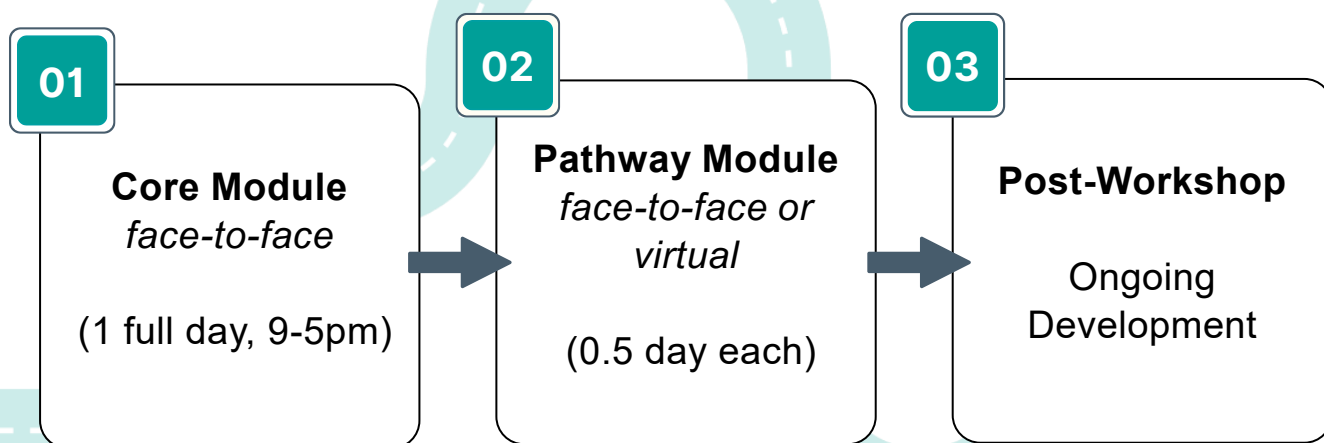 01
Core Module
face-to-face
(1 full day, 9-5pm)
02
Pathway Module
face-to-face or
virtual
(0.5 day each)
03
Post-Workshop
Ongoing
Development